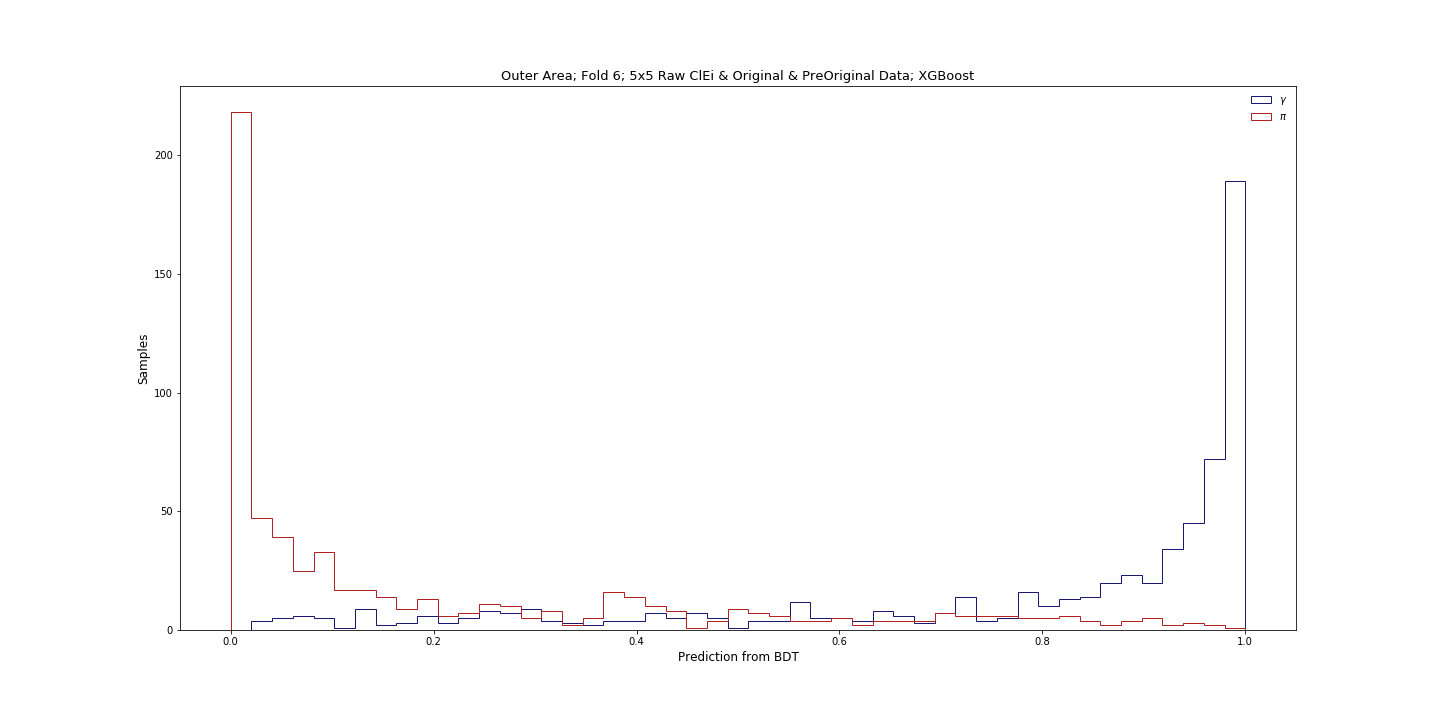 Outer Area; Fold 6; 5x5 Raw ClEi & Original & PreOriginal Data; XGBoost
γ
π
200
150
100
50
0
Samples
0.0 0.2 0.4 0.6 0.8 1.0
Prediction from BDT